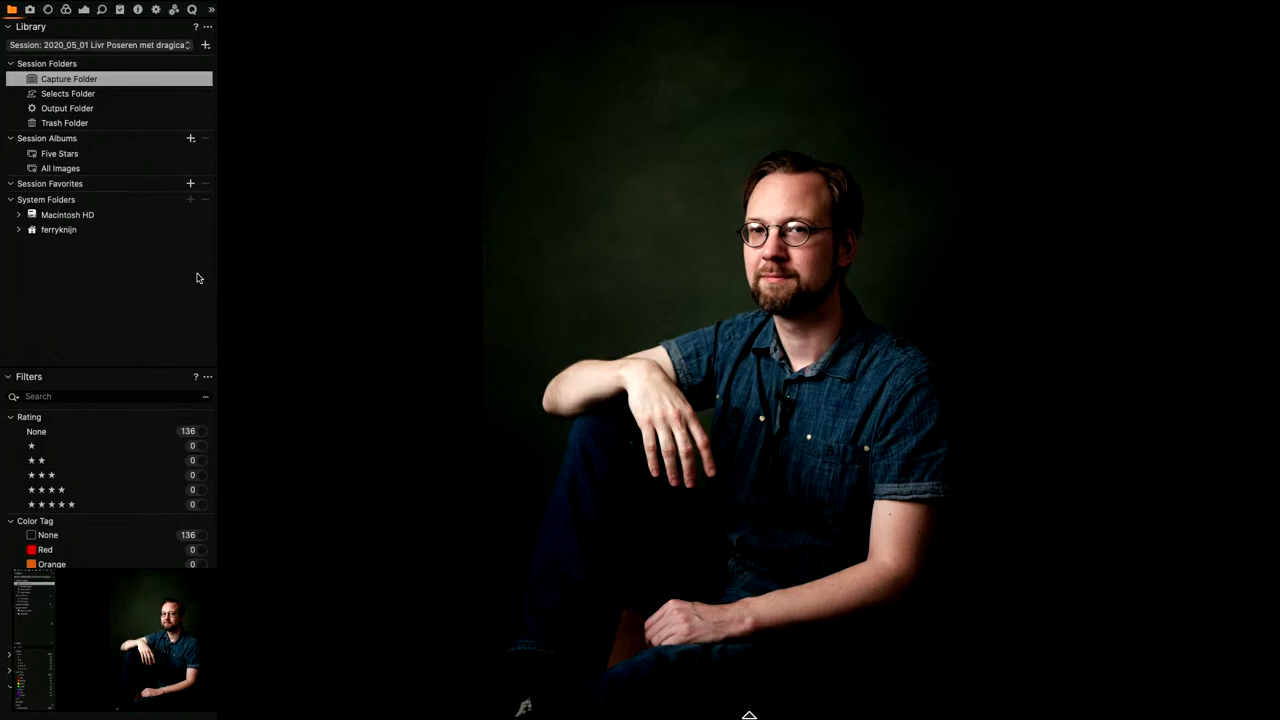 Library
Session: 2020_05_01 Livr Poseren met dragica
Session Folders
Capture Folder
Selects Folder
Output Folder
Trash Folder
Session Albums
Five Stars
All Images
Session Favorites
System Folders
Macintosh HD
ferryknijn
Filters
Search
Rating
None 136
★ 0
★★ 0
★★★ 0
★★★★ 0
★★★★★ 0
Color Tag
None 136
Red 0
Orange 0